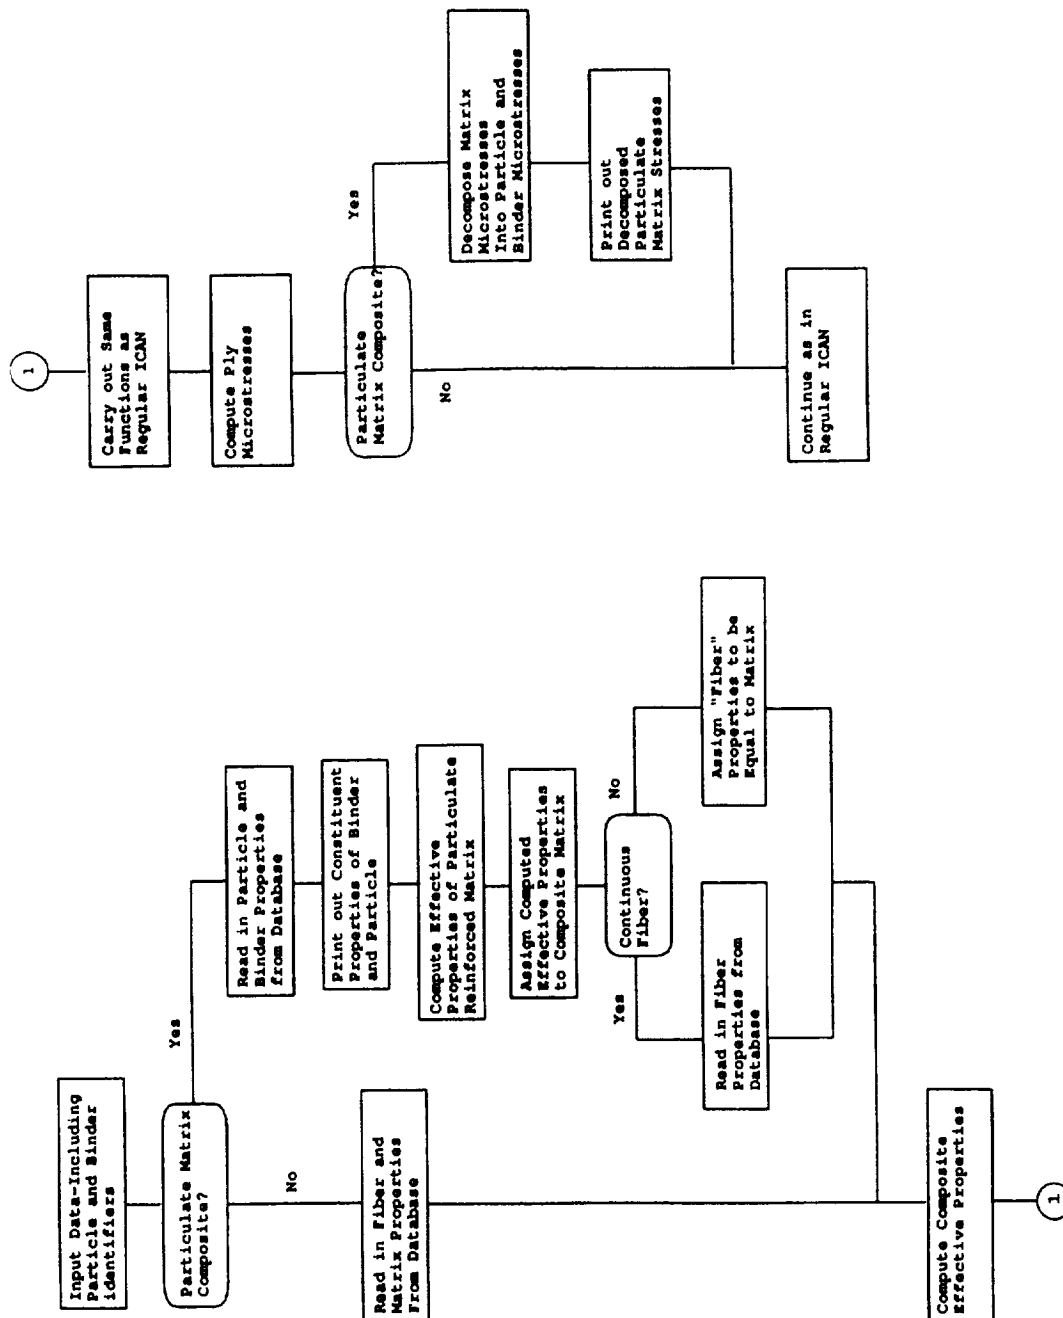 Input Data-Including
Particle and Binder
identifiers
Particulate Matrix
Composite?
Yes
No
Read in Fiber and
Matrix Properties
From Database
Read in Particle and
Binder Properties
from Database
Print out Constituent
Properties of Binder
and Particle
Compute Effective
Properties of Particulate
Reinforced Matrix
Assign Computed
Effective Properties
to Composite Matrix
Continuous
Fiber?
Yes
No
Read in Fiber
Properties from
Database
Assign "Fiber"
Properties to be
Equal to Matrix
Compute Composite
Effective Properties
1
1
Carry out Same
Functions as
Regular ICAN
Compute Ply
Microstresses
Particulate
Matrix Composite?
Yes
No
Decompose Matrix
Microstresses
Into Particle and
Binder Microstresses
Print out
Decomposed
Particulate
Matrix Stresses
Continue as in
Regular ICAN